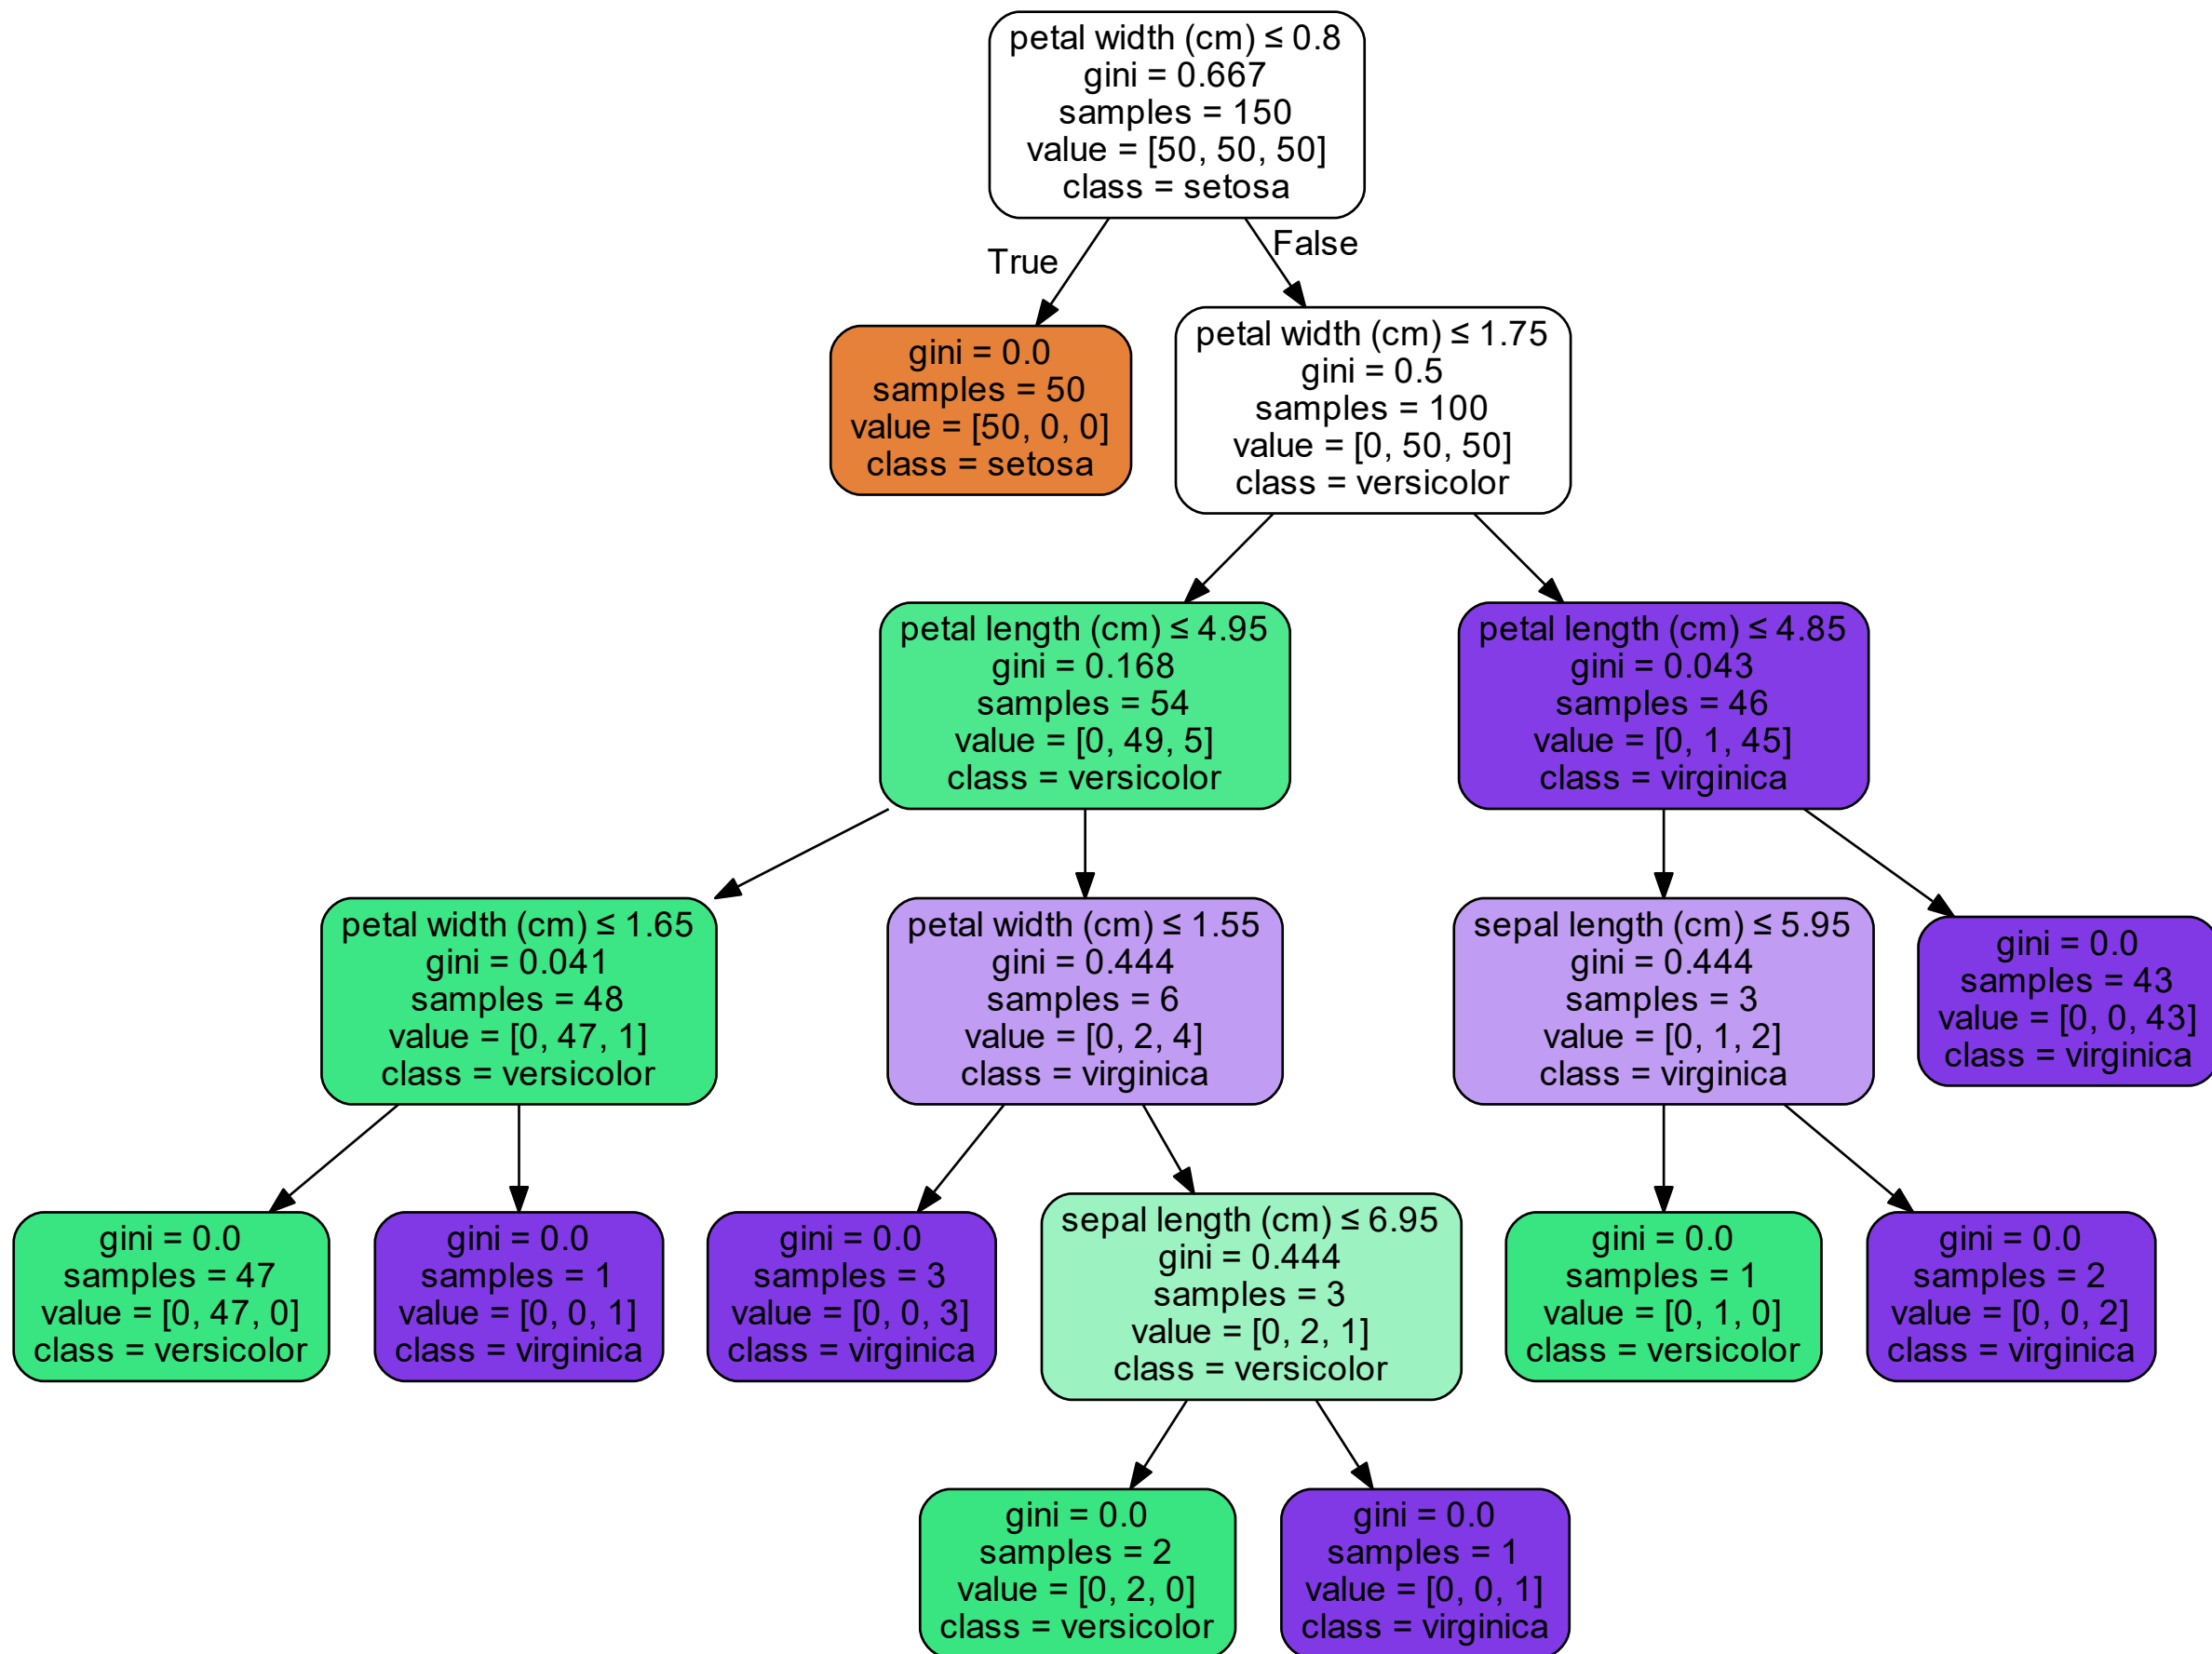 petal width (cm) ≤ 0.8
gini = 0.667
samples = 150
value = [50, 50, 50]
class = setosa
True
False
gini = 0.0
samples = 50
value = [50, 0, 0]
class = setosa
petal width (cm) ≤ 1.75
gini = 0.5
samples = 100
value = [0, 50, 50]
class = versicolor
petal length (cm) ≤ 4.95
gini = 0.168
samples = 54
value = [0, 49, 5]
class = versicolor
petal length (cm) ≤ 4.85
gini = 0.043
samples = 46
value = [0, 1, 45]
class = virginica
petal width (cm) ≤ 1.65
gini = 0.041
samples = 48
value = [0, 47, 1]
class = versicolor
petal width (cm) ≤ 1.55
gini = 0.444
samples = 6
value = [0, 2, 4]
class = virginica
sepal length (cm) ≤ 5.95
gini = 0.444
samples = 3
value = [0, 1, 2]
class = virginica
gini = 0.0
samples = 43
value = [0, 0, 43]
class = virginica
gini = 0.0
samples = 47
value = [0, 47, 0]
class = versicolor
gini = 0.0
samples = 1
value = [0, 0, 1]
class = virginica
gini = 0.0
samples = 3
value = [0, 0, 3]
class = virginica
sepal length (cm) ≤ 6.95
gini = 0.444
samples = 3
value = [0, 2, 1]
class = versicolor
gini = 0.0
samples = 1
value = [0, 1, 0]
class = versicolor
gini = 0.0
samples = 2
value = [0, 0, 2]
class = virginica
gini = 0.0
samples = 2
value = [0, 2, 0]
class = versicolor
gini = 0.0
samples = 1
value = [0, 0, 1]
class = virginica